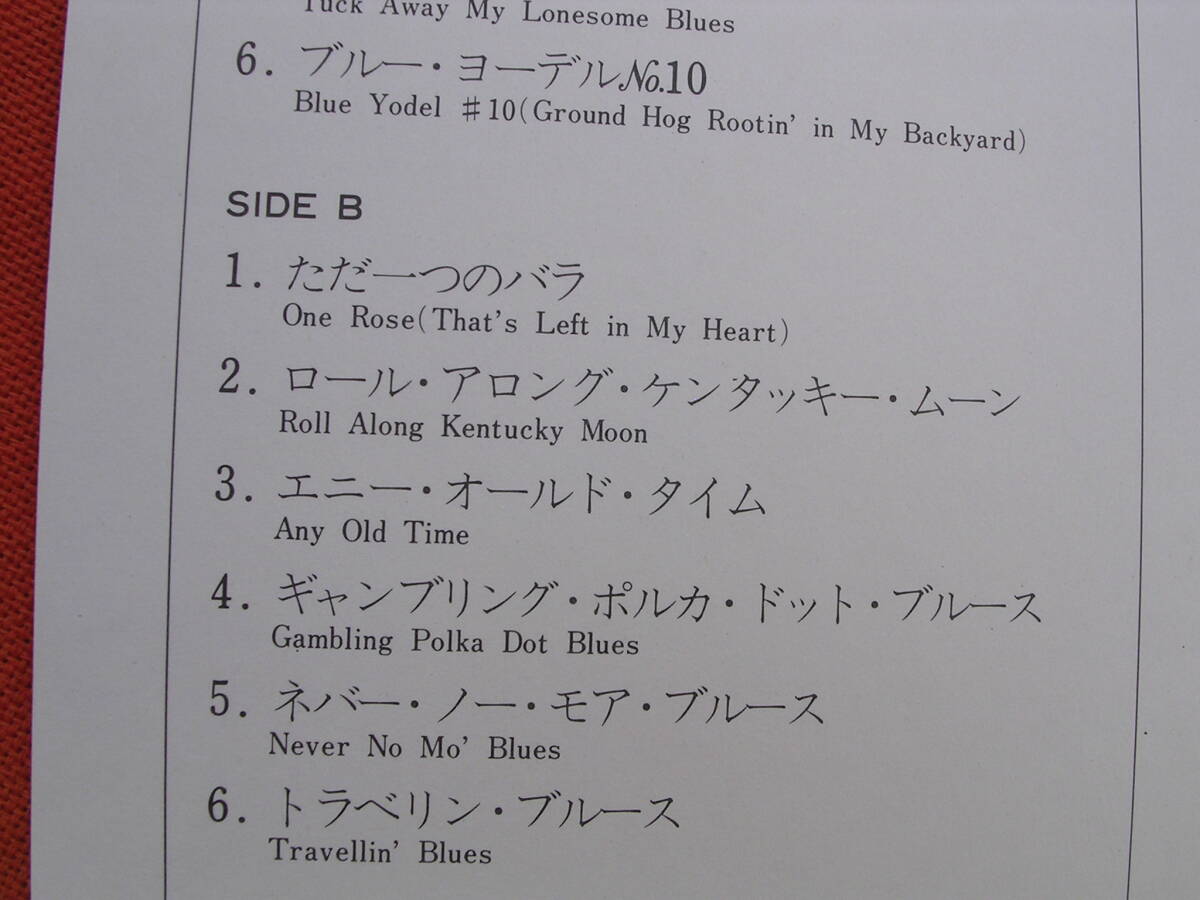 Tuck Away My Lonesome Blues
6. ブルー・ヨーデル№10
Blue Yodel ♯10(Ground Hog Rootin' in My Backyard)
SIDE B
1. ただ一つのバラ
One Rose(That's Left in My Heart)
2. ロール・アロング・ケンタッキー・ムーン
Roll Along Kentucky Moon
3. エニー・オールド・タイム
Any Old Time
4. ギャンブリング・ポルカ・ドット・ブルース
Gambling Polka Dot Blues
5. ネバー・ノー・モア・ブルース
Never No Mo' Blues
6. トラベリン・ブルース
Travellin' Blues